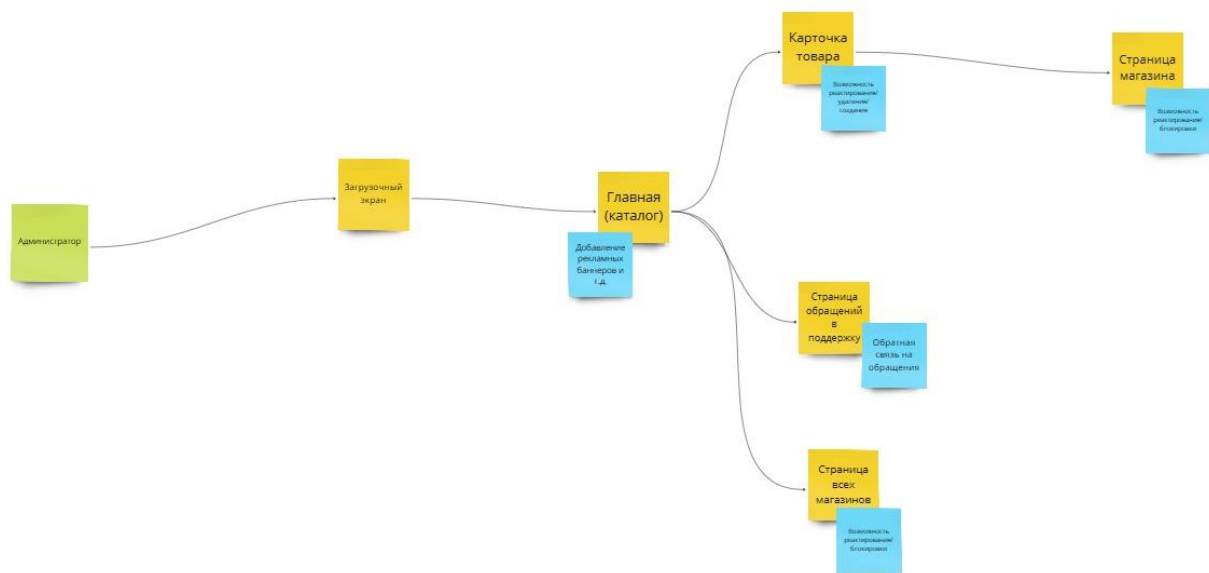 Администратор
Загрузочный
экран
Главная
(каталог)
Добавление
рекламных
баннеров и
т.д.
Карточка
товара
Возможность
реактирования/
удаления/
создания
Страница
магазина
Возможность
реактирования/
блокировки
Страница
обращений
в
поддержку
Обратная
связь на
обращения
Страница
всех
магазинов
Возможность
реактирования/
блокировки